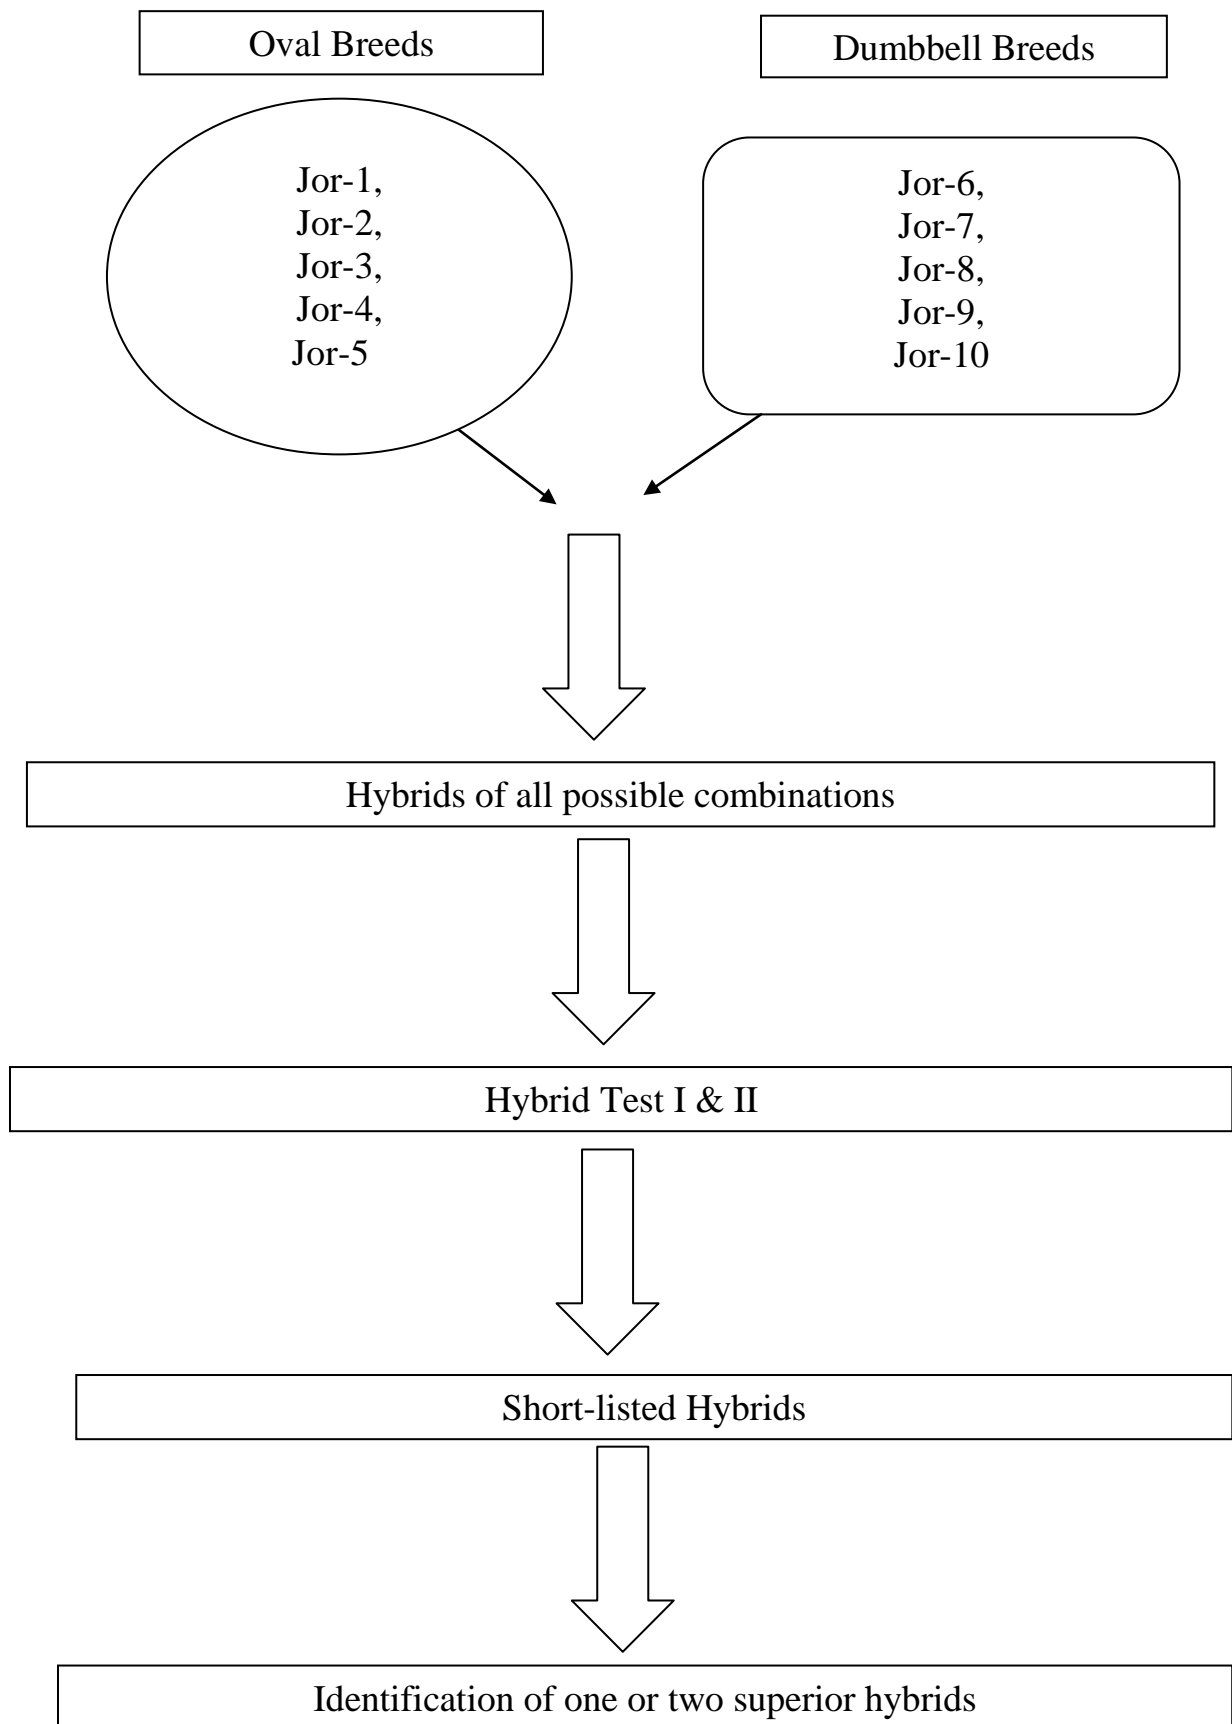 Oval Breeds
Dumbbell Breeds
Jor-1,
Jor-2,
Jor-3,
Jor-4,
Jor-5
Jor-6,
Jor-7,
Jor-8,
Jor-9,
Jor-10
Hybrids of all possible combinations
Hybrid Test I & II
Short-listed Hybrids
Identification of one or two superior hybrids